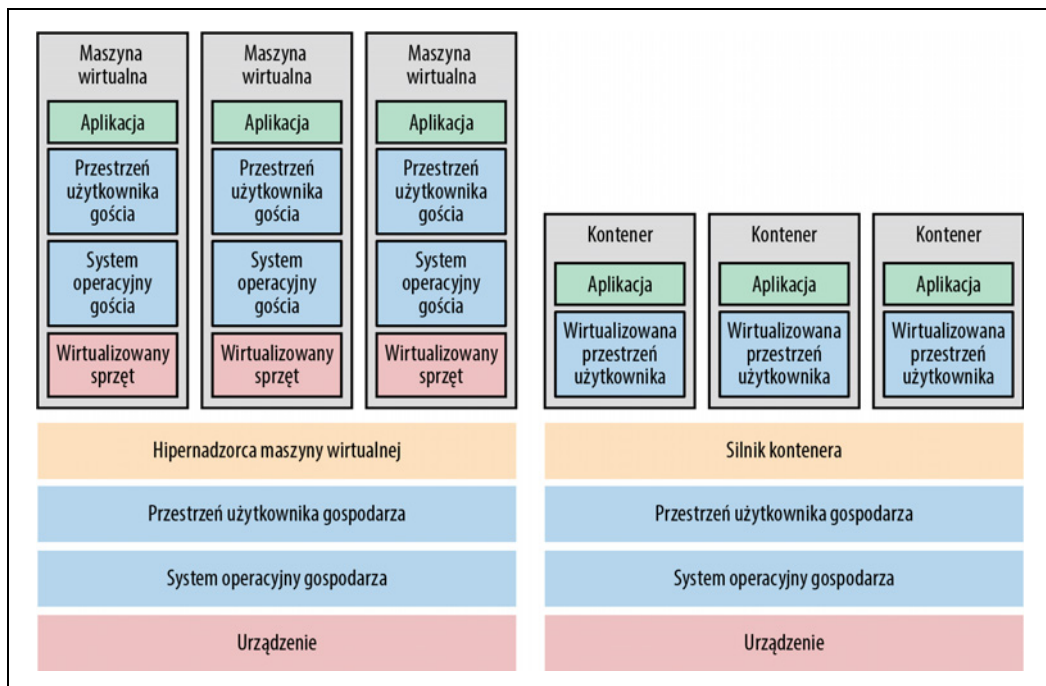 Maszyna
wirtualna
Aplikacja
Przestrzeń
użytkownika
gościa
System
operacyjny
gościa
Wirtualizowany
sprzęt
Maszyna
wirtualna
Aplikacja
Przestrzeń
użytkownika
gościa
System
operacyjny
gościa
Wirtualizowany
sprzęt
Maszyna
wirtualna
Aplikacja
Przestrzeń
użytkownika
gościa
System
operacyjny
gościa
Wirtualizowany
sprzęt
Hipernadzorca maszyny wirtualnej
Przestrzeń użytkownika gospodarza
System operacyjny gospodarza
Urządzenie
Kontener
Aplikacja
Wirtualizowana
przestrzeń
użytkownika
Kontener
Aplikacja
Wirtualizowana
przestrzeń
użytkownika
Kontener
Aplikacja
Wirtualizowana
przestrzeń
użytkownika
Silnik kontenera
Przestrzeń użytkownika gospodarza
System operacyjny gospodarza
Urządzenie